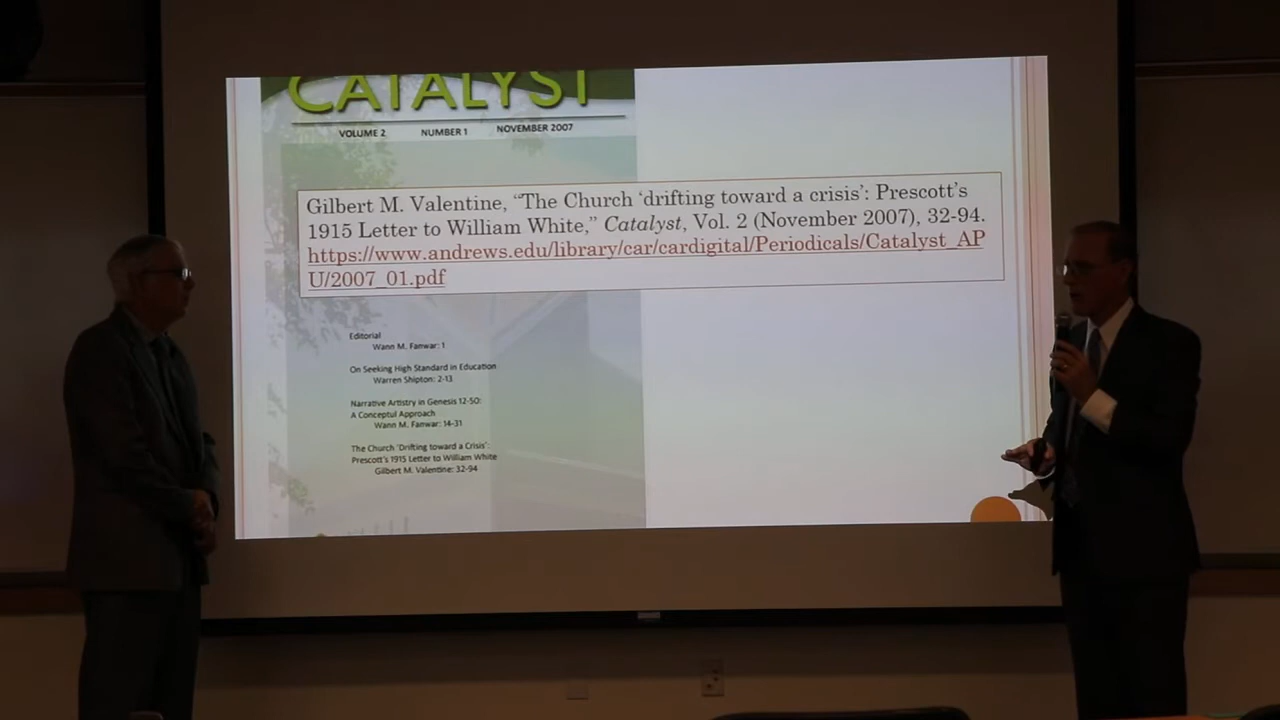 CATALYST
VOLUME 2 NUMBER 1 NOVEMBER 2007
Gilbert M. Valentine, “The Church ‘drifting toward a crisis’: Prescott’s
1915 Letter to William White,” Catalyst, Vol. 2 (November 2007), 32-94.
https://www.andrews.edu/library/car/cardigital/Periodicals/Catalyst_AP
U/2007_01.pdf
Editorial
Wann M. Fanwar: 1
On Seeking High Standard in Education
Warren Shipton: 2-13
Narrative Artistry in Genesis 12-50:
A Conceptul Approach
Wann M. Fanwar: 14-31
The Church ‘Drifting toward a Crisis’:
Prescott’s 1915 Letter to William White
Gilbert M. Valentine: 32-94